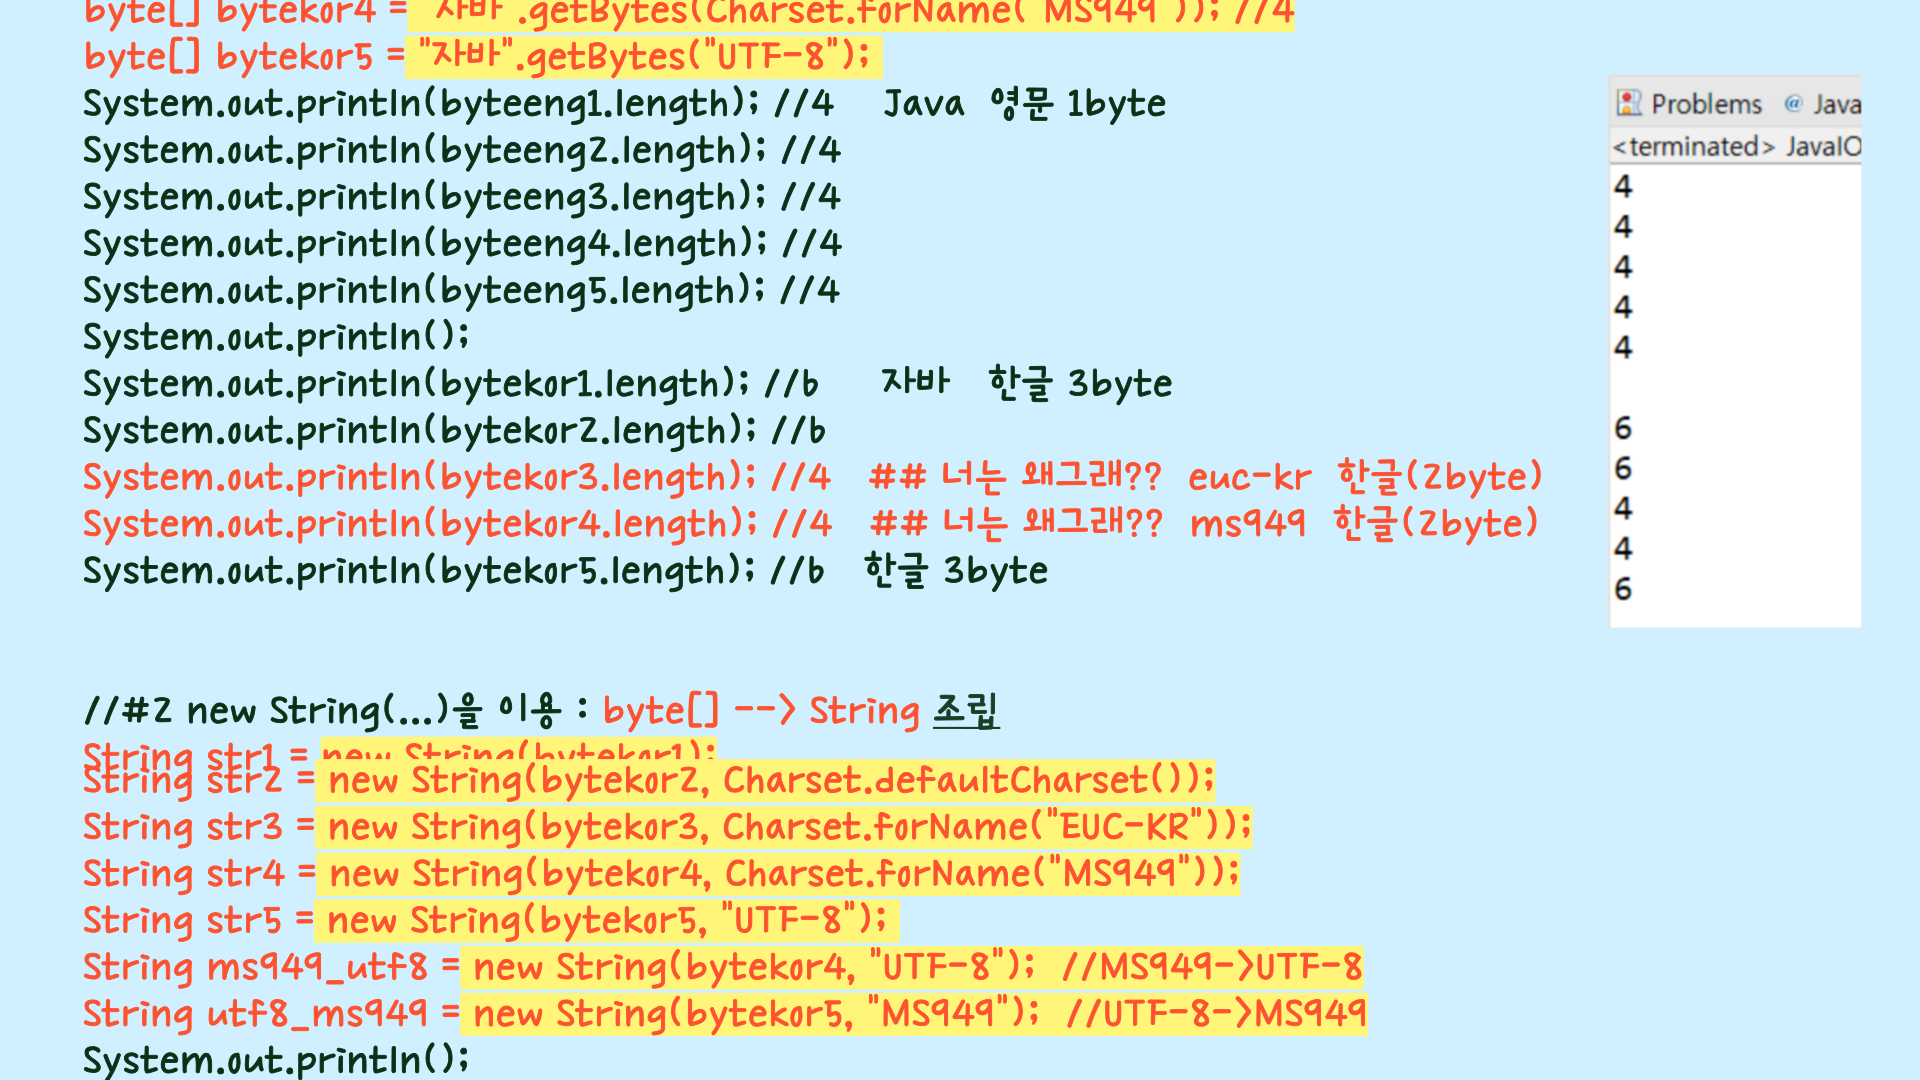 byte[] bytekor4 = "자바".getBytes(Charset.forName("MS949")); //4
byte[] bytekor5 = "자바".getBytes("UTF-8");
System.out.println(byteeng1.length); //4 Java 영문 1byte
System.out.println(byteeng2.length); //4
System.out.println(byteeng3.length); //4
System.out.println(byteeng4.length); //4
System.out.println(byteeng5.length); //4
System.out.println();
System.out.println(bytekor1.length); //6 자바 한글 3byte
System.out.println(bytekor2.length); //6
System.out.println(bytekor3.length); //4 ## 너는 왜그래?? euc-kr 한글(2byte)
System.out.println(bytekor4.length); //4 ## 너는 왜그래?? ms949 한글(2byte)
System.out.println(bytekor5.length); //6 한글 3byte
Problems @ Java
<terminated> JavaIO
4
4
4
4
4
6
6
4
4
6
//#2 new String(...)을 이용 : byte[] --> String 조립
String str1 = new String(bytekor1);
String str2 = new String(bytekor2, Charset.defaultCharset());
String str3 = new String(bytekor3, Charset.forName("EUC-KR"));
String str4 = new String(bytekor4, Charset.forName("MS949"));
String str5 = new String(bytekor5, "UTF-8");
String ms949_utf8 = new String(bytekor4, "UTF-8"); //MS949->UTF-8
String utf8_ms949 = new String(bytekor5, "MS949"); //UTF-8->MS949
System.out.println();